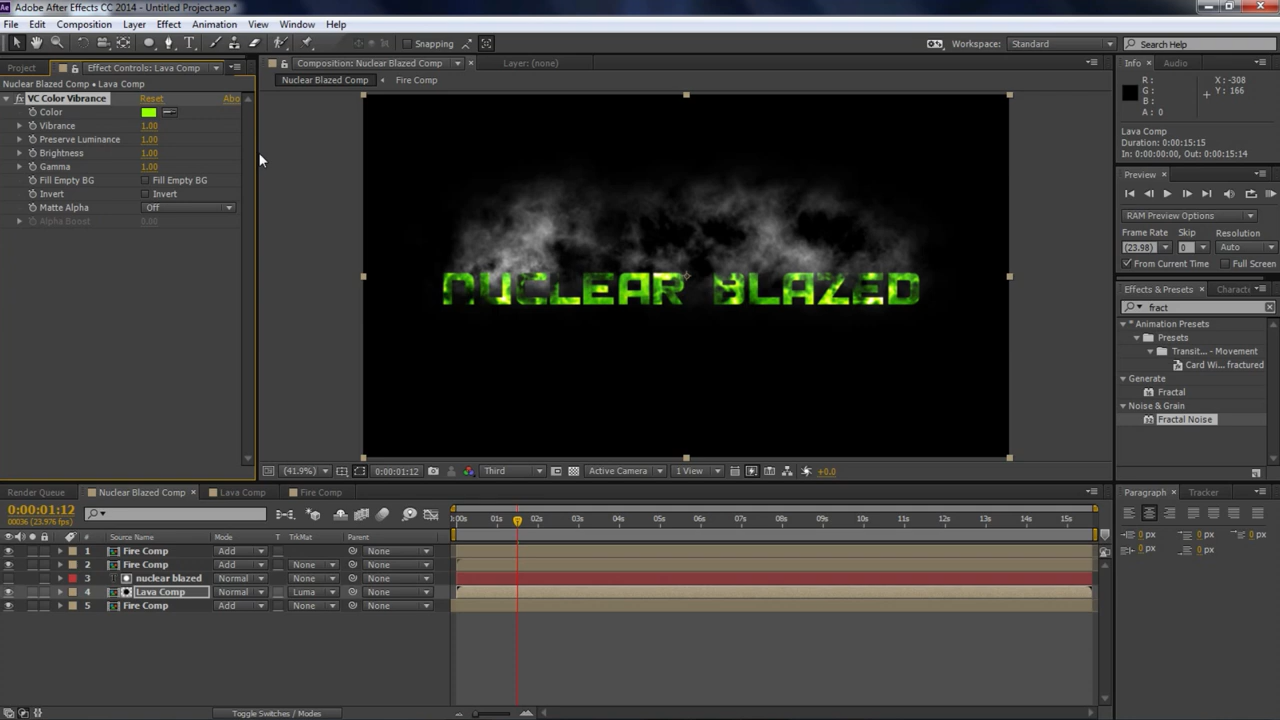 Adobe After Effects CC 2014 - Untitled Project.aep *
File Edit Composition Layer Effect Animation View Window Help
Snapping Workspace: Standard Search Help
Project Effect Controls: Lava Comp Composition: Nuclear Blazed Comp Layer: (none) Info Audio
Nuclear Blazed Comp • Lava Comp Nuclear Blazed Comp Fire Comp
R : X : -308
G : Y : 166
B :
A : 0
VC Color Vibrance Reset Abo
Color
Vibrance 1.00
Preserve Luminance 1.00
Brightness 1.00
Gamma 1.00
Fill Empty BG Fill Empty BG
Invert Invert
Matte Alpha Off
Alpha Boost 0.00
NUCLEAR BLAZED
Lava Comp
Duration: 0:00:15:15
In: 0:00:00:00, Out: 0:00:15:14
Preview
RAM Preview Options
Frame Rate Skip Resolution
(23.98) 0 Auto
From Current Time Full Screen
Effects & Presets Characte
fract
* Animation Presets
Presets
Transit... - Movement
Card Wi... fractured
Generate
Fractal
Noise & Grain
Fractal Noise
(41.9%) 0:00:01:12 Third Active Camera 1 View +0.0
Render Queue Nuclear Blazed Comp Lava Comp Fire Comp
0:00:01:12
00036 (23.976 fps)
Source Name Mode T TrkMat Parent
:00s 01s 02s 03s 04s 05s 06s 07s 08s 09s 10s 11s 12s 13s 14s 15s
1 Fire Comp Add None
2 Fire Comp Add None None
3 T nuclear blazed Normal None None
4 Lava Comp Normal Luma None
5 Fire Comp Add None None
Toggle Switches / Modes
Paragraph Tracker
0 px 0 px 0 px
0 px 0 px